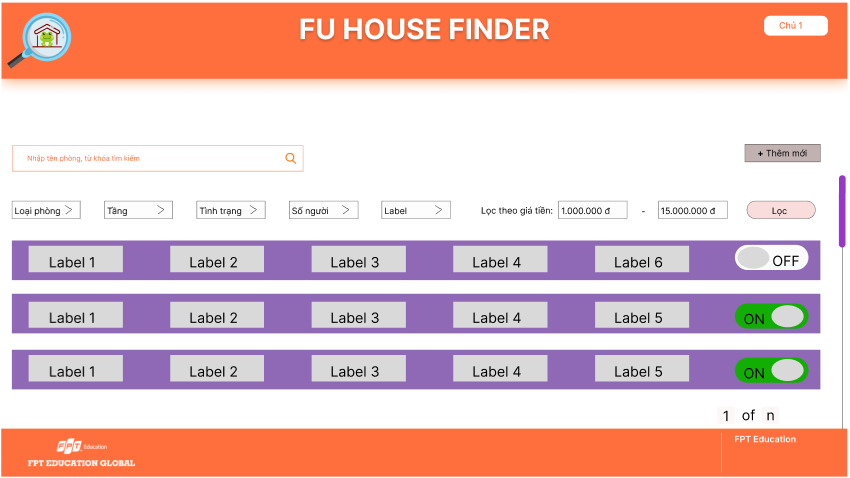 FU HOUSE FINDER
Chủ 1
Nhập tên phòng, từ khóa tìm kiếm
+ Thêm mới
Loại phòng > Tầng > Tình trạng > Số người > Label > Lọc theo giá tiền: 1.000.000 đ - 15.000.000 đ Lọc
Label 1 Label 2 Label 3 Label 4 Label 6 OFF
Label 1 Label 2 Label 3 Label 4 Label 5 ON
Label 1 Label 2 Label 3 Label 4 Label 5 ON
1 of n
FPT Education
FPT EDUCATION GLOBAL
FPT Education